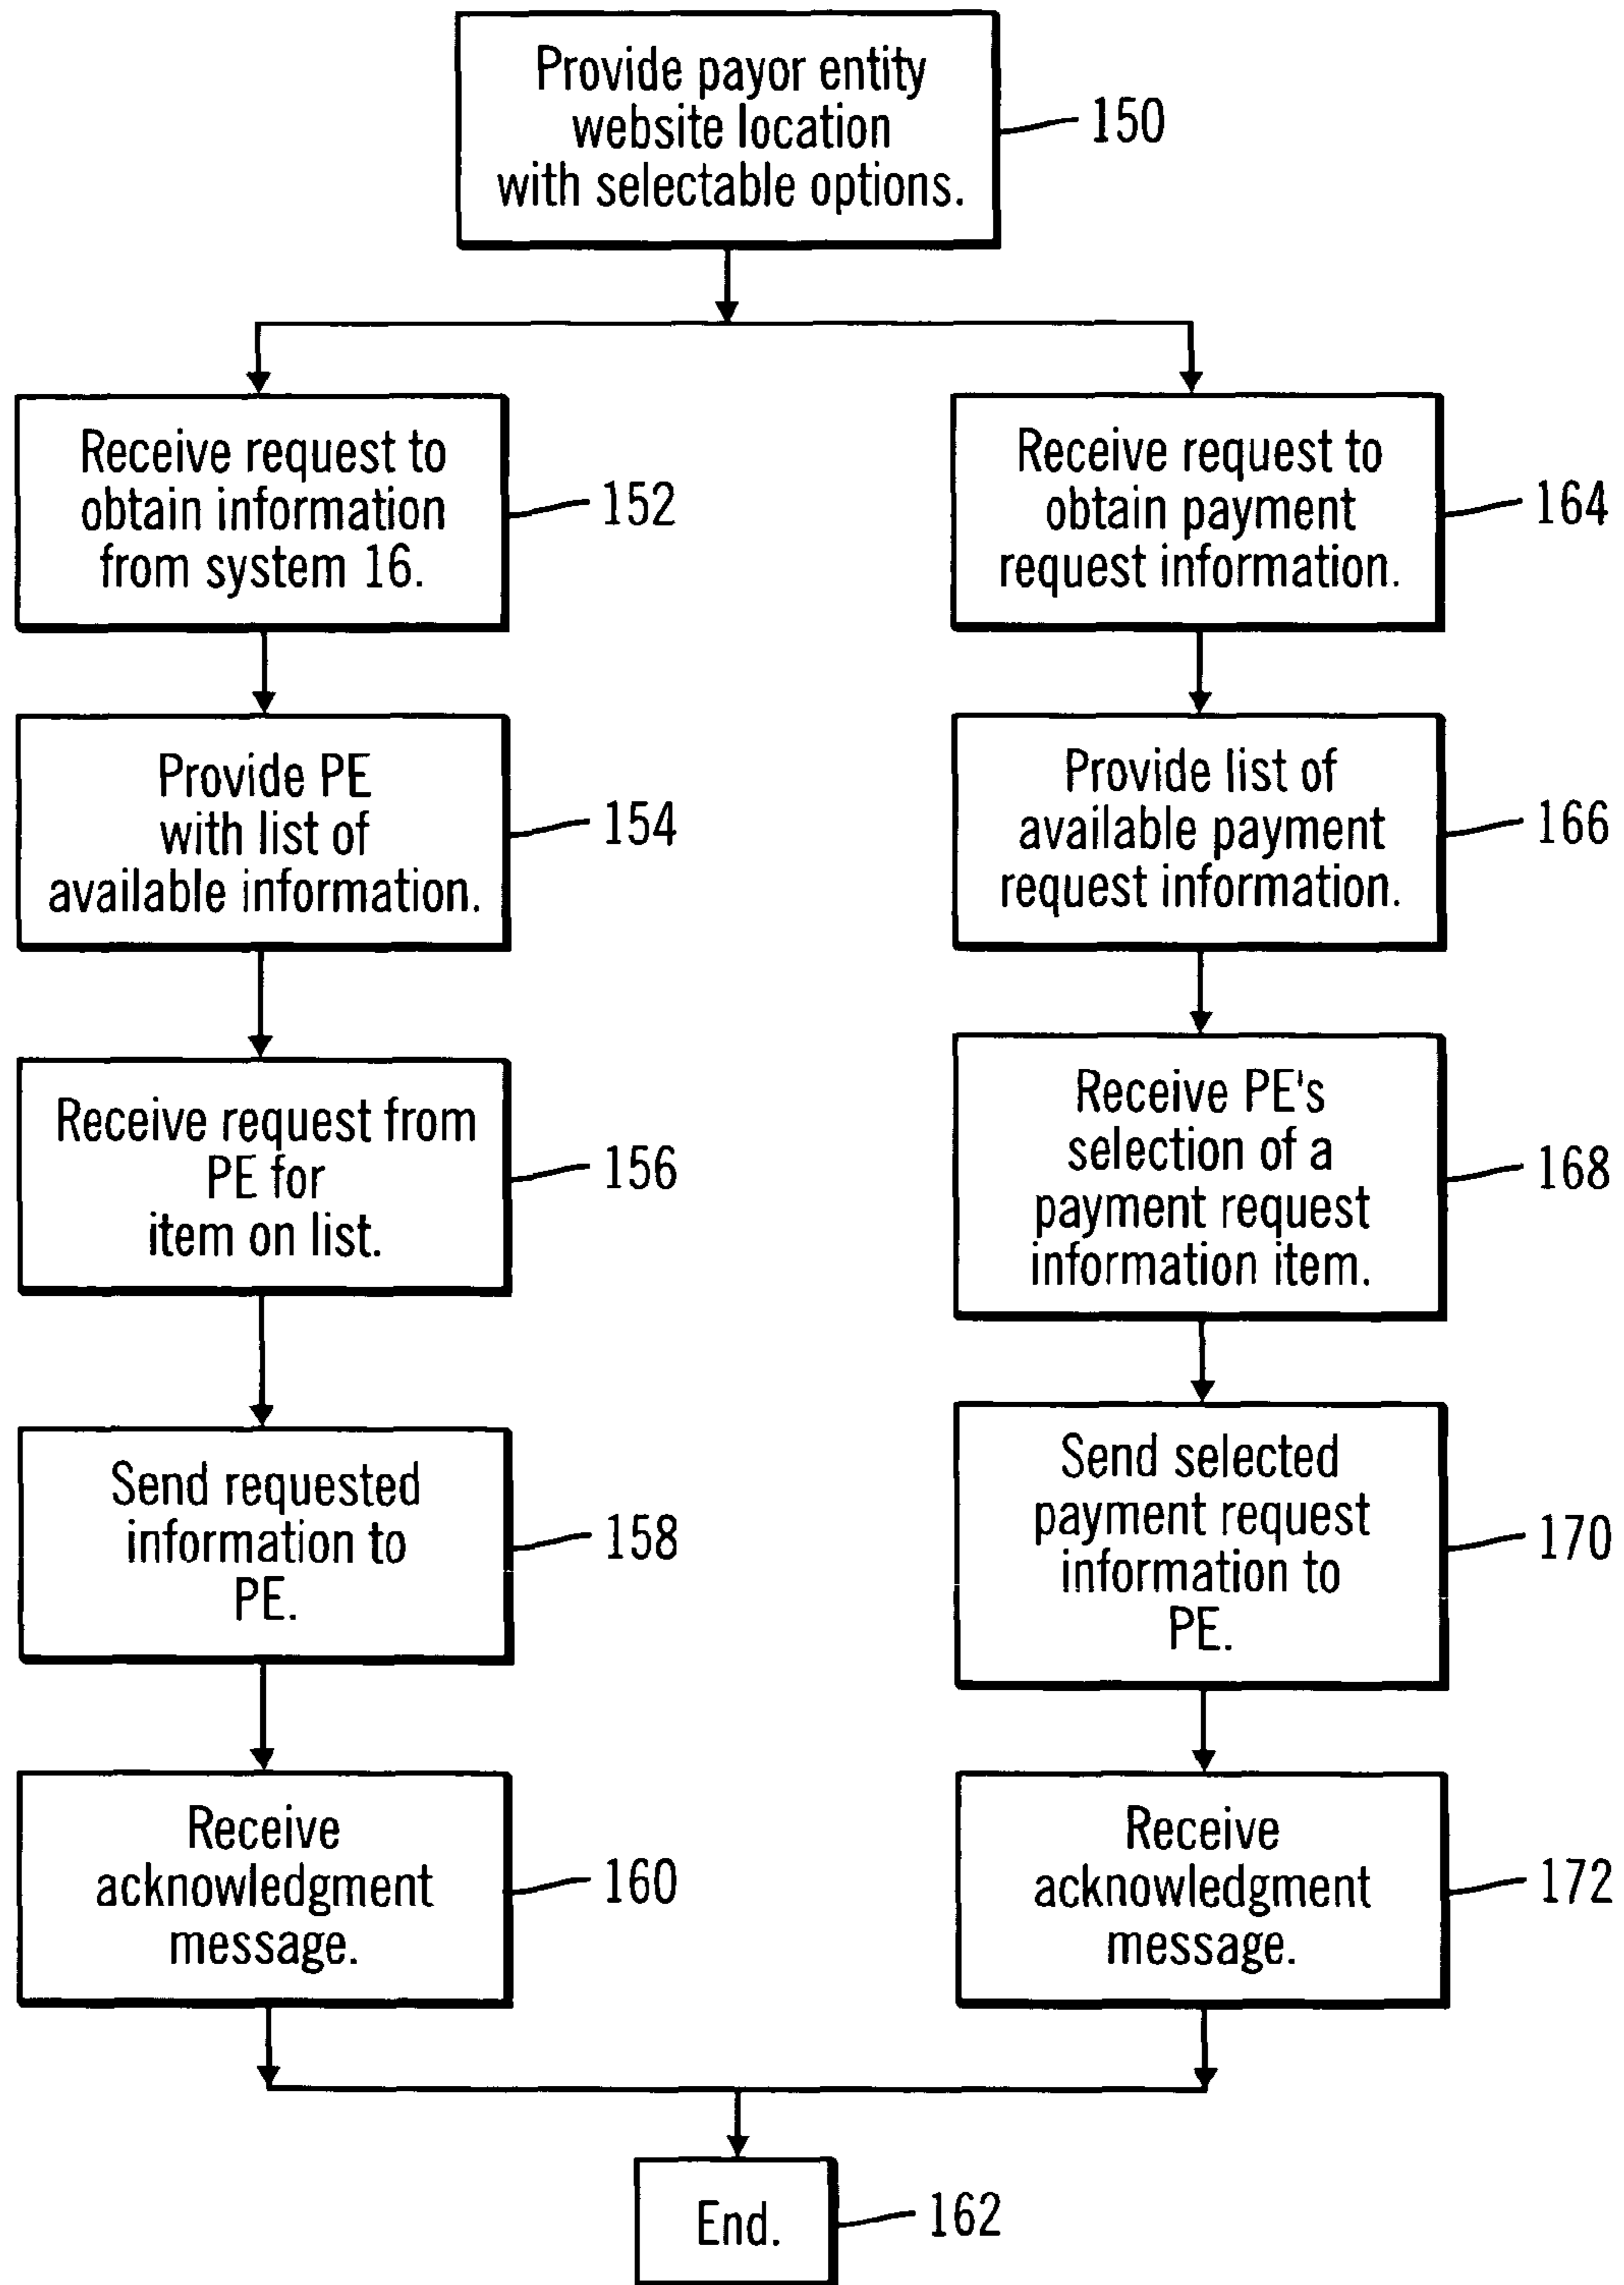 Provide payor entity
website location
with selectable options.
150
Receive request to
obtain information
from system 16.
152
Provide PE
with list of
available information.
154
Receive request from
PE for
item on list.
156
Send requested
information to
PE.
158
Receive
acknowledgment
message.
160
Receive request to
obtain payment
request information.
164
Provide list of
available payment
request information.
166
Receive PE's
selection of a
payment request
information item.
168
Send selected
payment request
information to
PE.
170
Receive
acknowledgment
message.
172
End.
162